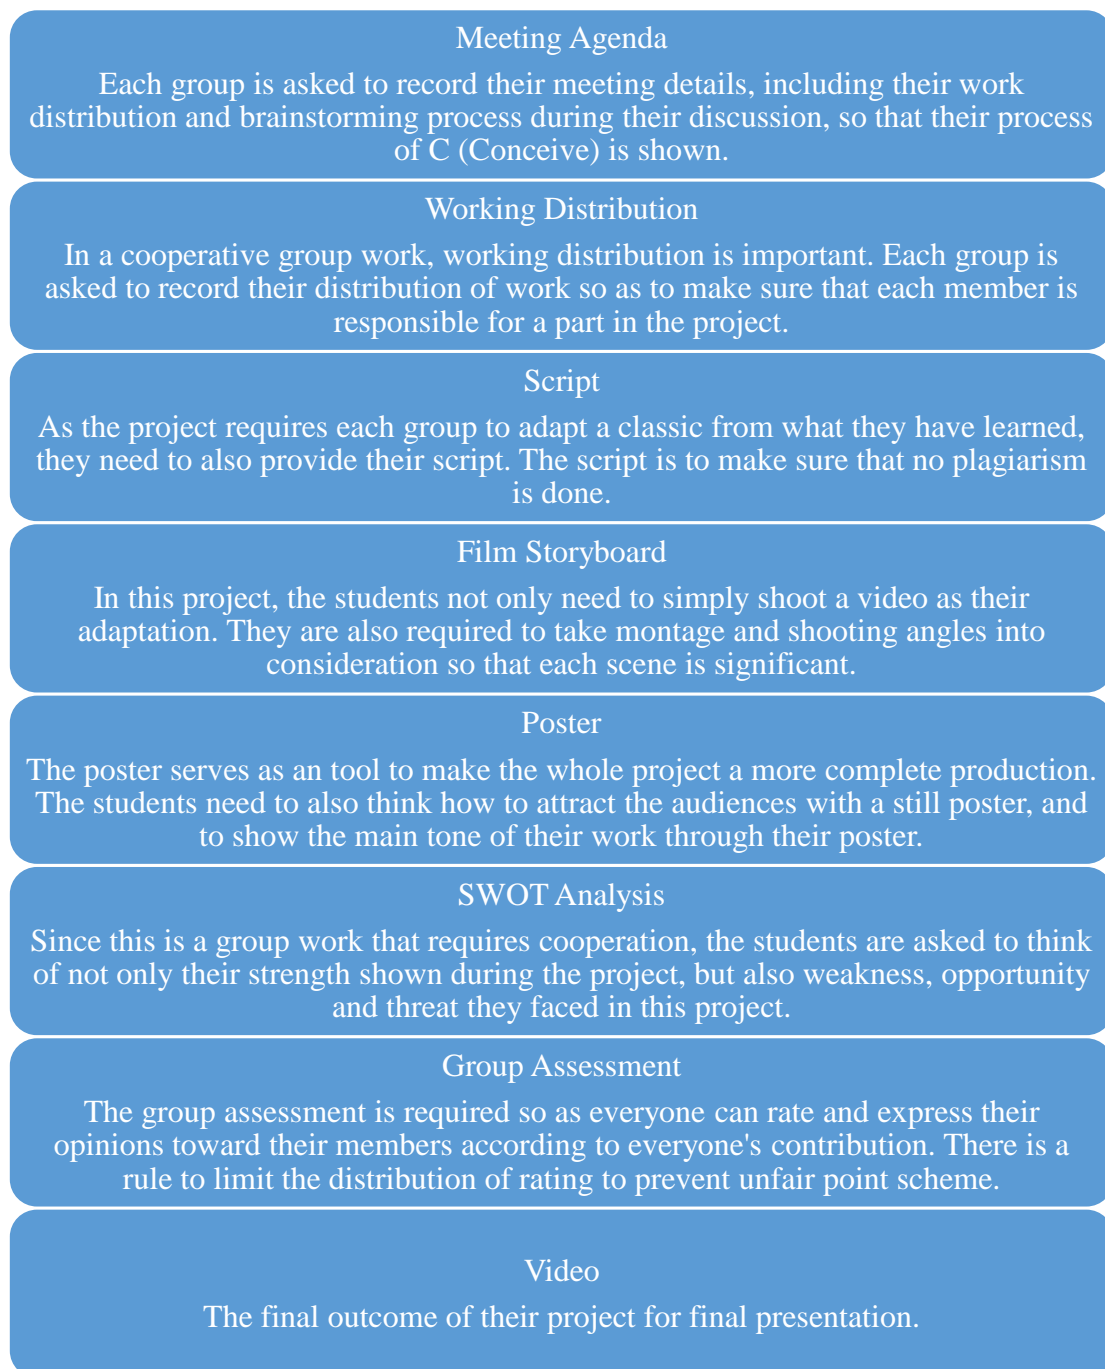 Meeting Agenda
Each group is asked to record their meeting details, including their work
distribution and brainstorming process during their discussion, so that their process
of C (Conceive) is shown.
Working Distribution
In a cooperative group work, working distribution is important. Each group is
asked to record their distribution of work so as to make sure that each member is
responsible for a part in the project.
Script
As the project requires each group to adapt a classic from what they have learned,
they need to also provide their script. The script is to make sure that no plagiarism
is done.
Film Storyboard
In this project, the students not only need to simply shoot a video as their
adaptation. They are also required to take montage and shooting angles into
consideration so that each scene is significant.
Poster
The poster serves as an tool to make the whole project a more complete production.
The students need to also think how to attract the audiences with a still poster, and
to show the main tone of their work through their poster.
SWOT Analysis
Since this is a group work that requires cooperation, the students are asked to think
of not only their strength shown during the project, but also weakness, opportunity
and threat they faced in this project.
Group Assessment
The group assessment is required so as everyone can rate and express their
opinions toward their members according to everyone's contribution. There is a
rule to limit the distribution of rating to prevent unfair point scheme.
Video
The final outcome of their project for final presentation.